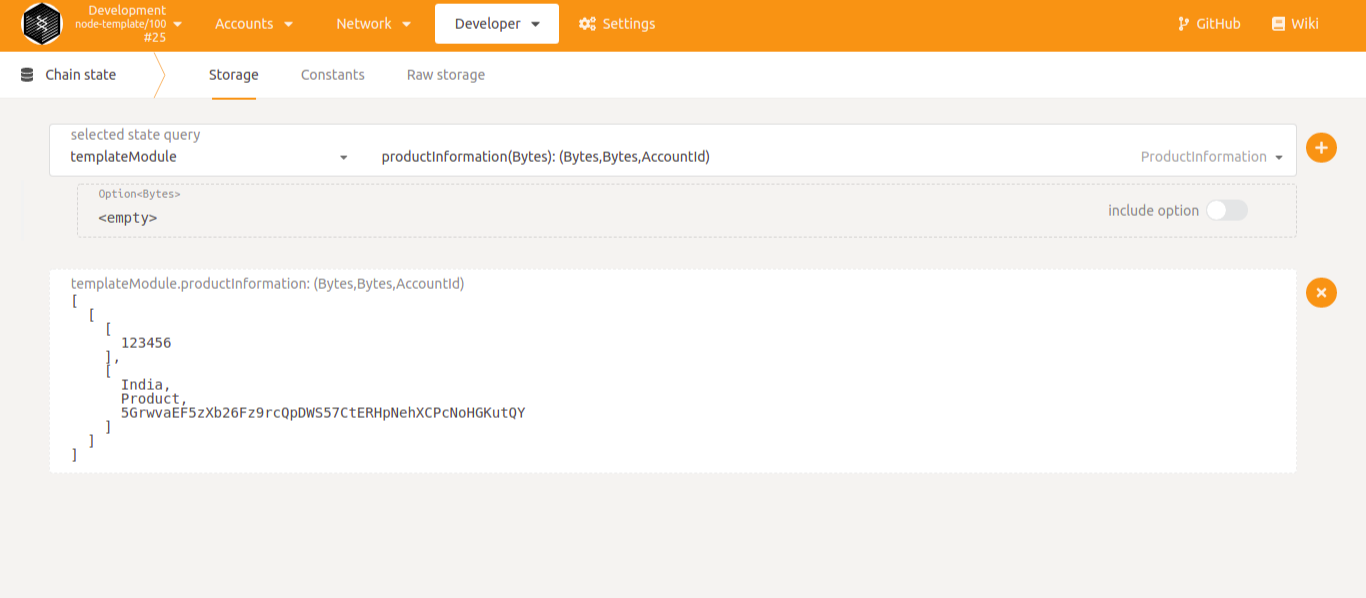 Development
node-template/100
#25
Accounts
Network
Developer
Settings
GitHub
Wiki
Chain state
Storage
Constants
Raw storage
selected state query
templateModule
productInformation(Bytes): (Bytes,Bytes,AccountId)
ProductInformation
Option<Bytes>
<empty>
include option
templateModule.productInformation: (Bytes,Bytes,AccountId)
[
[
[
123456
],
[
India,
Product,
5GrwvaEF5zXb26Fz9rcQpDWS57CtERHpNehXCPcNoHGKutQY
]
]
]